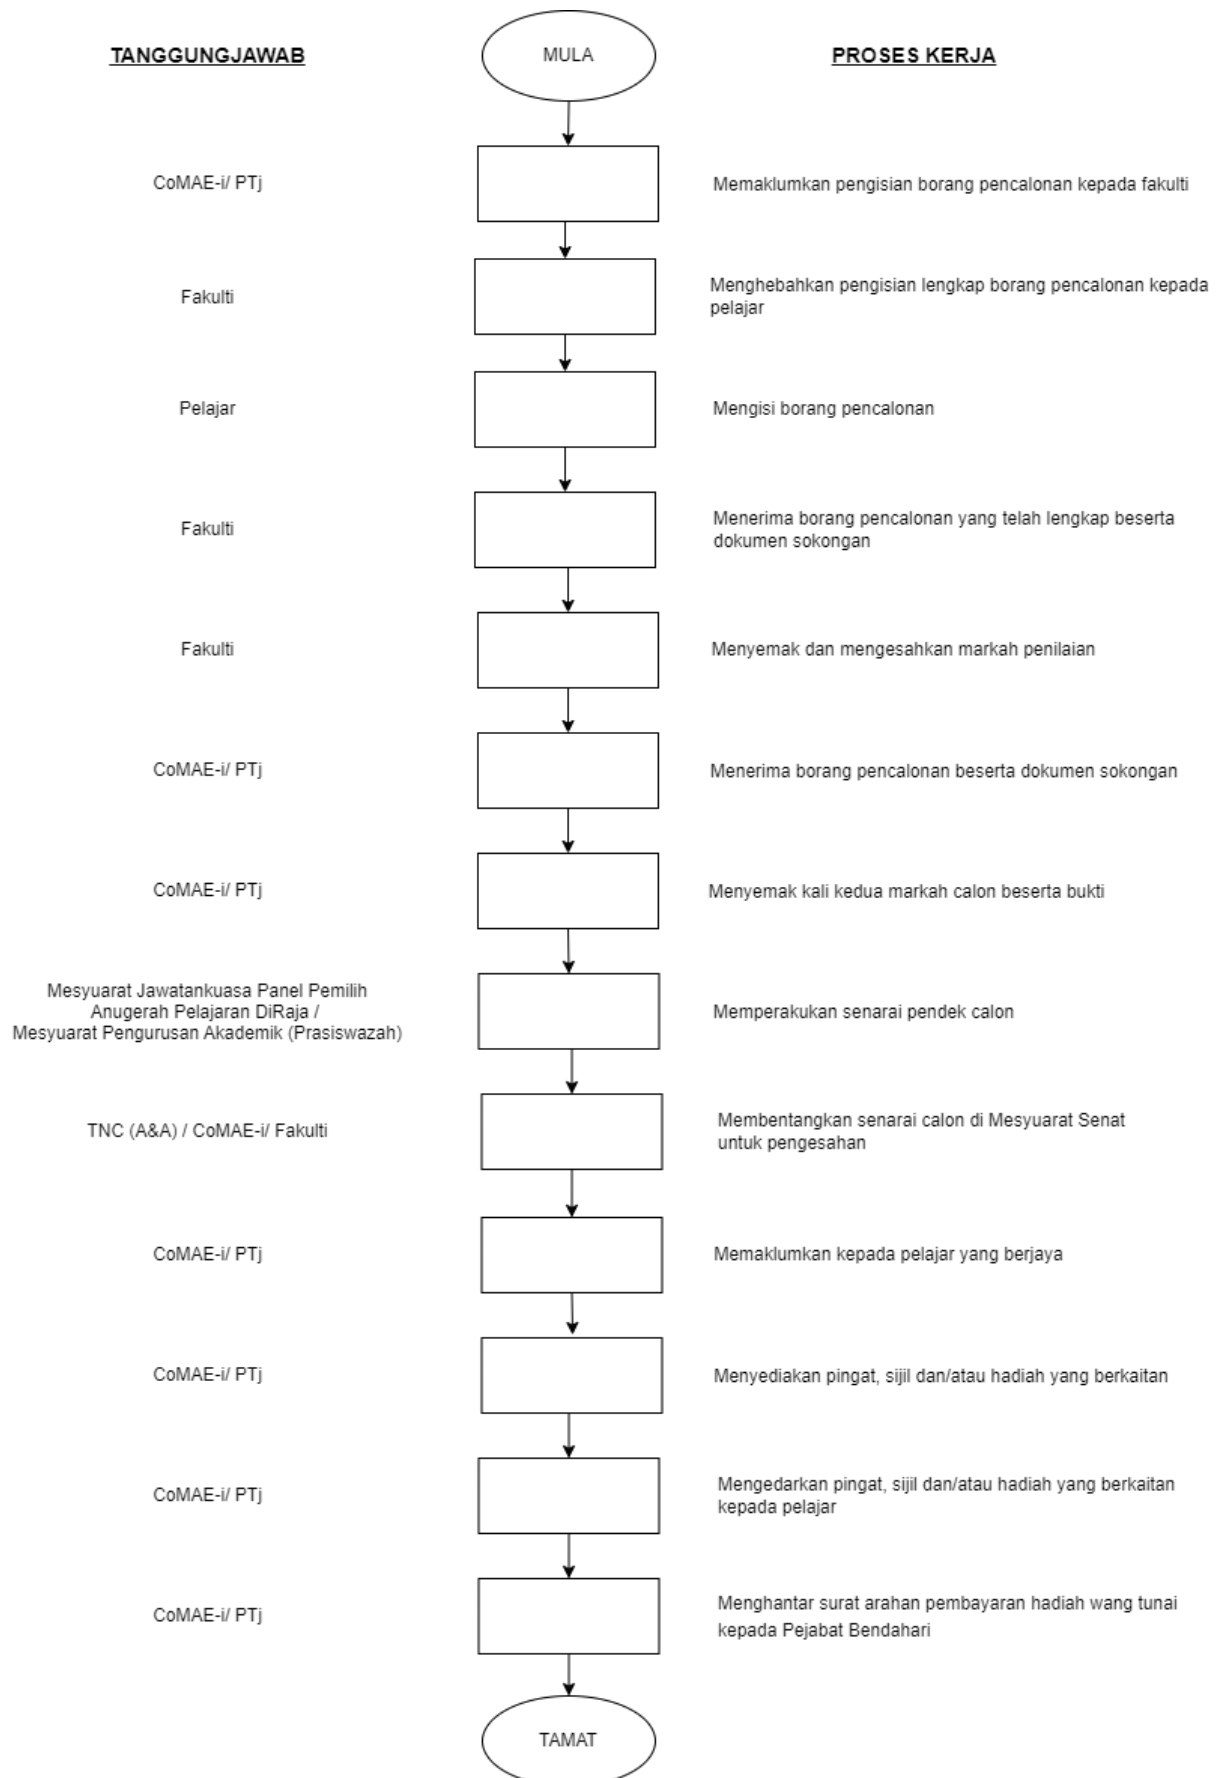 TANGGUNGJAWAB
MULA
PROSES KERJA
CoMAE-i/ PTj
Memaklumkan pengisian borang pencalonan kepada fakulti
Fakulti
Menghebahkan pengisian lengkap borang pencalonan kepada
pelajar
Pelajar
Mengisi borang pencalonan
Fakulti
Menerima borang pencalonan yang telah lengkap beserta
dokumen sokongan
Fakulti
Menyemak dan mengesahkan markah penilaian
CoMAE-i/ PTj
Menerima borang pencalonan beserta dokumen sokongan
CoMAE-i/ PTj
Menyemak kali kedua markah calon beserta bukti
Mesyuarat Jawatankuasa Panel Pemilih
Anugerah Pelajaran DiRaja /
Mesyuarat Pengurusan Akademik (Prasiswazah)
Memperakukan senarai pendek calon
TNC (A&A) / CoMAE-i/ Fakulti
Membentangkan senarai calon di Mesyuarat Senat
untuk pengesahan
CoMAE-i/ PTj
Memaklumkan kepada pelajar yang berjaya
CoMAE-i/ PTj
Menyediakan pingat, sijil dan/atau hadiah yang berkaitan
CoMAE-i/ PTj
Mengedarkan pingat, sijil dan/atau hadiah yang berkaitan
kepada pelajar
CoMAE-i/ PTj
Menghantar surat arahan pembayaran hadiah wang tunai
kepada Pejabat Bendahari
TAMAT